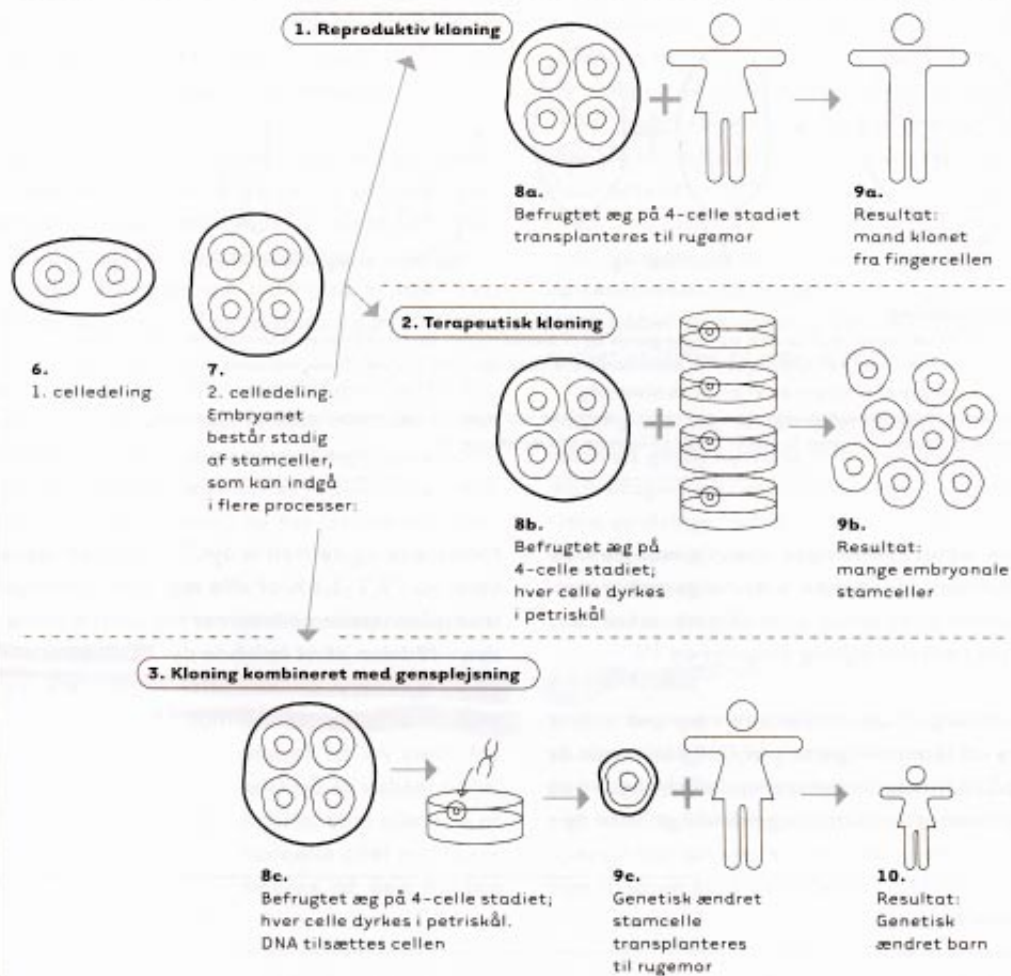 1. Reproduktiv kloning
8a.
Befrugtet æg på 4-celle stadiet
transplanteres til rugemor
9a.
Resultat:
mand klonet
fra fingercellen
6.
1. celledeling
7.
2. celledeling.
Embryonet
består stadig
af stamceller,
som kan indgå
i flere processer:
2. Terapeutisk kloning
8b.
Befrugtet æg på
4-celle stadiet;
hver celle dyrkes
i petriskål
9b.
Resultat:
mange embryonale
stamceller
3. Kloning kombineret med gensplejsning
8c.
Befrugtet æg på 4-celle stadiet;
hver celle dyrkes i petriskål.
DNA tilsættes cellen
9c.
Genetisk ændret
stamcelle
transplanteres
til rugemor
10.
Resultat:
Genetisk
ændret barn